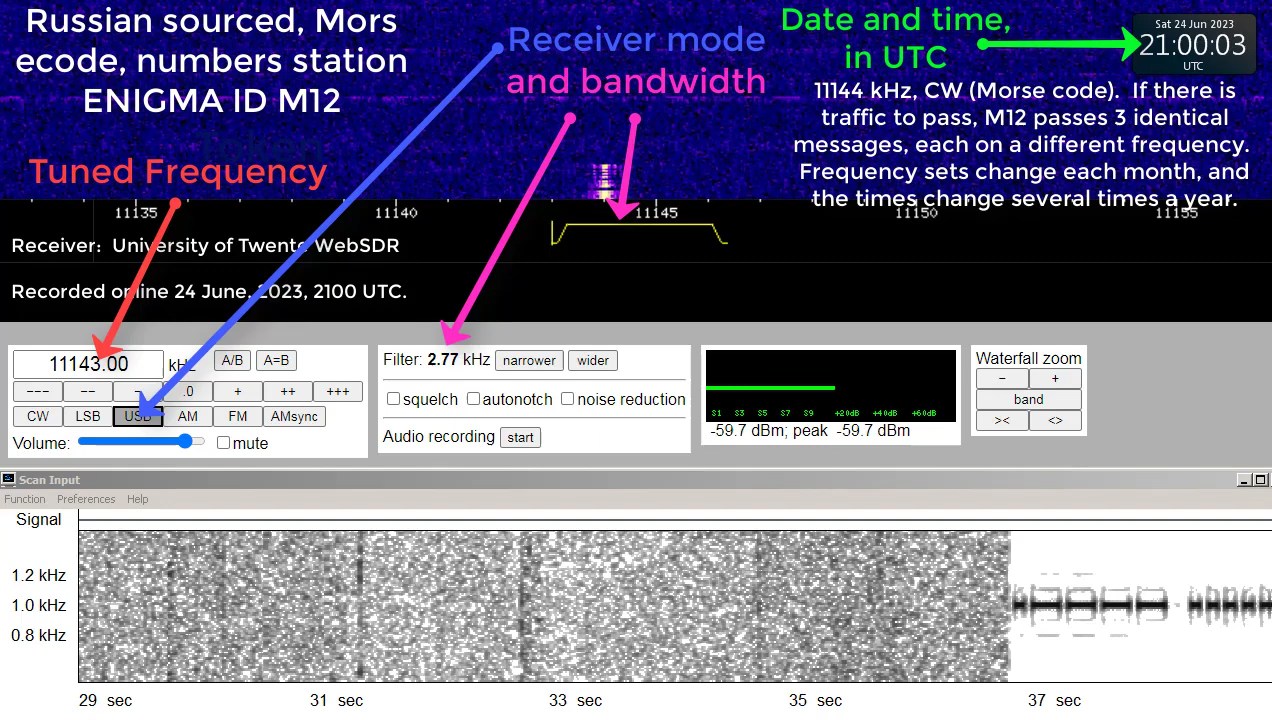 Russian sourced, Mors
ecode, numbers station
ENIGMA ID M12
Receiver mode
and bandwidth
Date and time,
in UTC
Sat 24 Jun 2023
21:00:03
UTC
11144 kHz, CW (Morse code). If there is
traffic to pass, M12 passes 3 identical
messages, each on a different frequency.
Frequency sets change each month, and
the times change several times a year.
Tuned Frequency
11135 11140 11145 11150 11155
Receiver: University of Twente WebSDR
Recorded online 24 June, 2023, 2100 UTC.
11143.00 kHz A/B A=B
--- -- - .0 + ++ +++
CW LSB USB AM FM AMsync
Volume: mute
Filter: 2.77 kHz narrower wider
squelch autonotch noise reduction
Audio recording start
S1 S3 S5 S7 S9 +20dB +40dB +60dB
-59.7 dBm; peak -59.7 dBm
Waterfall zoom
- +
band
>< <>
Scan Input
Function Preferences Help
Signal
1.2 kHz
1.0 kHz
0.8 kHz
29 sec 31 sec 33 sec 35 sec 37 sec